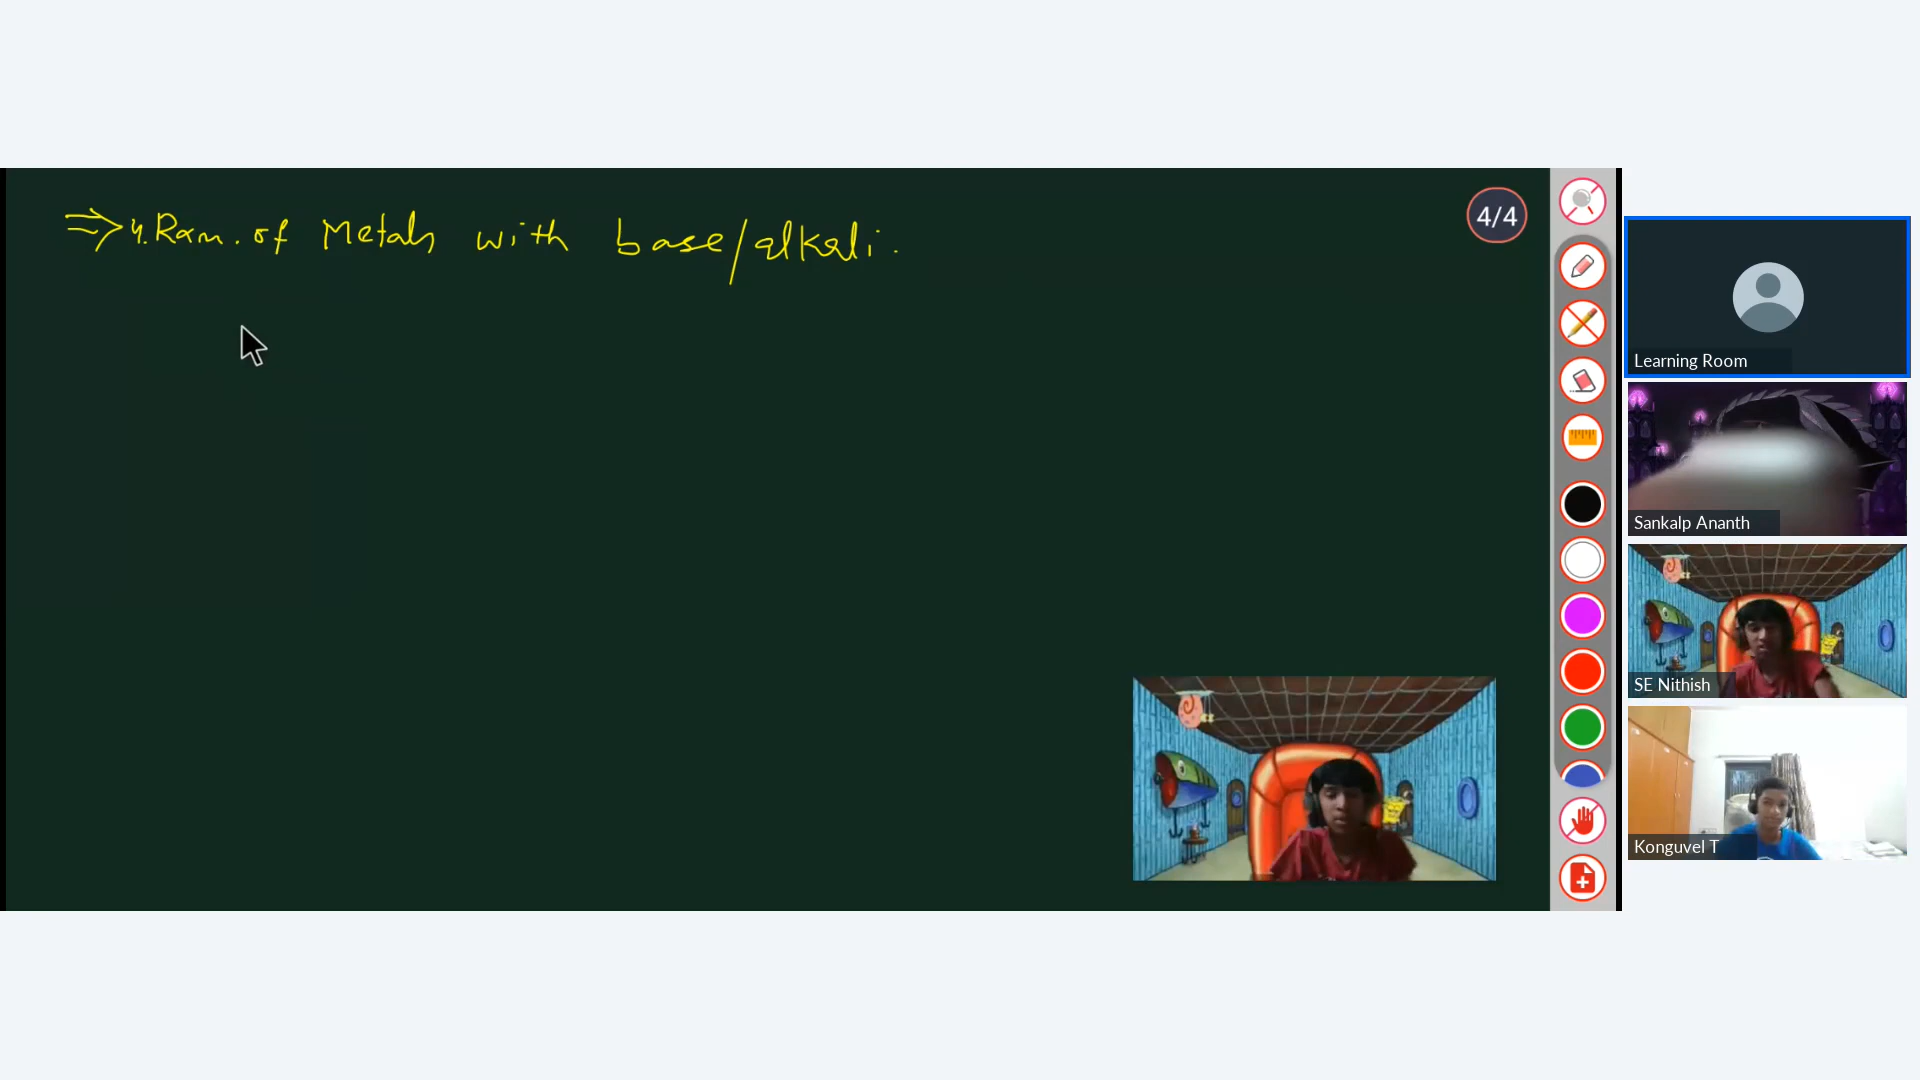 ⇒ 4. Rxn. of Metals with base/alkali.
4/4
Learning Room
Sankalp Ananth
SE Nithish
Konguvel T